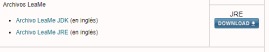 Archivos LeaMe
Archivo LeaMe JDK (en inglés)
Archivo LeaMe JRE (en inglés)
JRE
DOWNLOAD